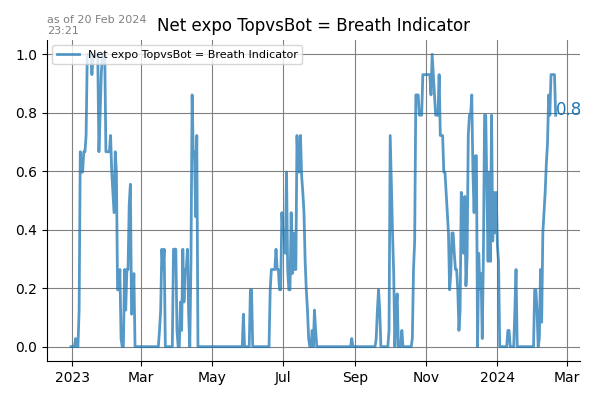 as of 20 Feb 2024
23:21
Net expo TopvsBot = Breath Indicator
Net expo TopvsBot = Breath Indicator
1.0
0.8
0.6
0.4
0.2
0.0
0.8
2023
Mar
May
Jul
Sep
Nov
2024
Mar